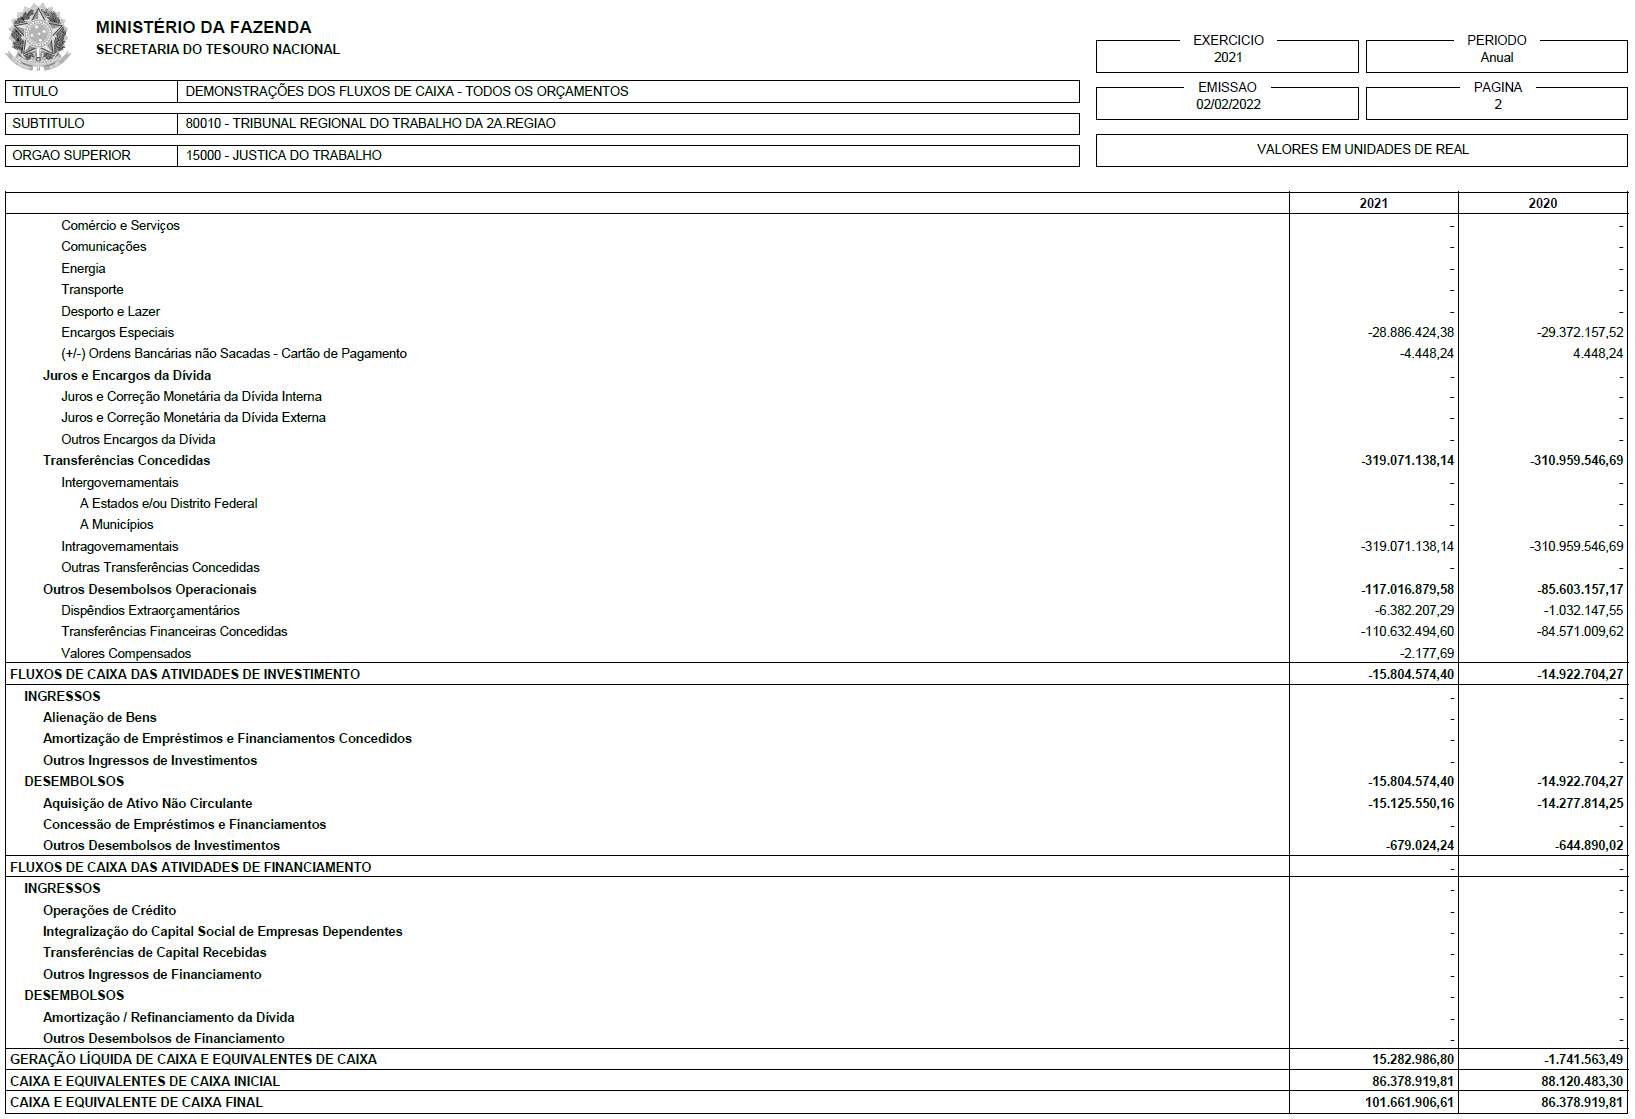 MINISTÉRIO DA FAZENDA
SECRETARIA DO TESOURO NACIONAL
EXERCICIO
2021
PERIODO
Anual
TITULO DEMONSTRAÇÕES DOS FLUXOS DE CAIXA - TODOS OS ORÇAMENTOS
EMISSAO
02/02/2022
PAGINA
2
SUBTITULO 80010 - TRIBUNAL REGIONAL DO TRABALHO DA 2A.REGIAO
ORGAO SUPERIOR 15000 - JUSTICA DO TRABALHO
VALORES EM UNIDADES DE REAL
2021 2020
Comércio e Serviços - -
Comunicações - -
Energia - -
Transporte - -
Desporto e Lazer - -
Encargos Especiais -28.886.424,38 -29.372.157,52
(+/-) Ordens Bancárias não Sacadas - Cartão de Pagamento -4.448,24 4.448,24
Juros e Encargos da Dívida - -
Juros e Correção Monetária da Dívida Interna - -
Juros e Correção Monetária da Dívida Externa - -
Outros Encargos da Dívida - -
Transferências Concedidas -319.071.138,14 -310.959.546,69
Intergovernamentais - -
A Estados e/ou Distrito Federal - -
A Municípios - -
Intragovernamentais -319.071.138,14 -310.959.546,69
Outras Transferências Concedidas - -
Outros Desembolsos Operacionais -117.016.879,58 -85.603.157,17
Dispêndios Extraorçamentários -6.382.207,29 -1.032.147,55
Transferências Financeiras Concedidas -110.632.494,60 -84.571.009,62
Valores Compensados -2.177,69
FLUXOS DE CAIXA DAS ATIVIDADES DE INVESTIMENTO -15.804.574,40 -14.922.704,27
INGRESSOS - -
Alienação de Bens - -
Amortização de Empréstimos e Financiamentos Concedidos - -
Outros Ingressos de Investimentos - -
DESEMBOLSOS -15.804.574,40 -14.922.704,27
Aquisição de Ativo Não Circulante -15.125.550,16 -14.277.814,25
Concessão de Empréstimos e Financiamentos - -
Outros Desembolsos de Investimentos -679.024,24 -644.890,02
FLUXOS DE CAIXA DAS ATIVIDADES DE FINANCIAMENTO - -
INGRESSOS - -
Operações de Crédito - -
Integralização do Capital Social de Empresas Dependentes - -
Transferências de Capital Recebidas - -
Outros Ingressos de Financiamento - -
DESEMBOLSOS - -
Amortização / Refinanciamento da Dívida - -
Outros Desembolsos de Financiamento - -
GERAÇÃO LÍQUIDA DE CAIXA E EQUIVALENTES DE CAIXA 15.282.986,80 -1.741.563,49
CAIXA E EQUIVALENTES DE CAIXA INICIAL 86.378.919,81 88.120.483,30
CAIXA E EQUIVALENTE DE CAIXA FINAL 101.661.906,61 86.378.919,81